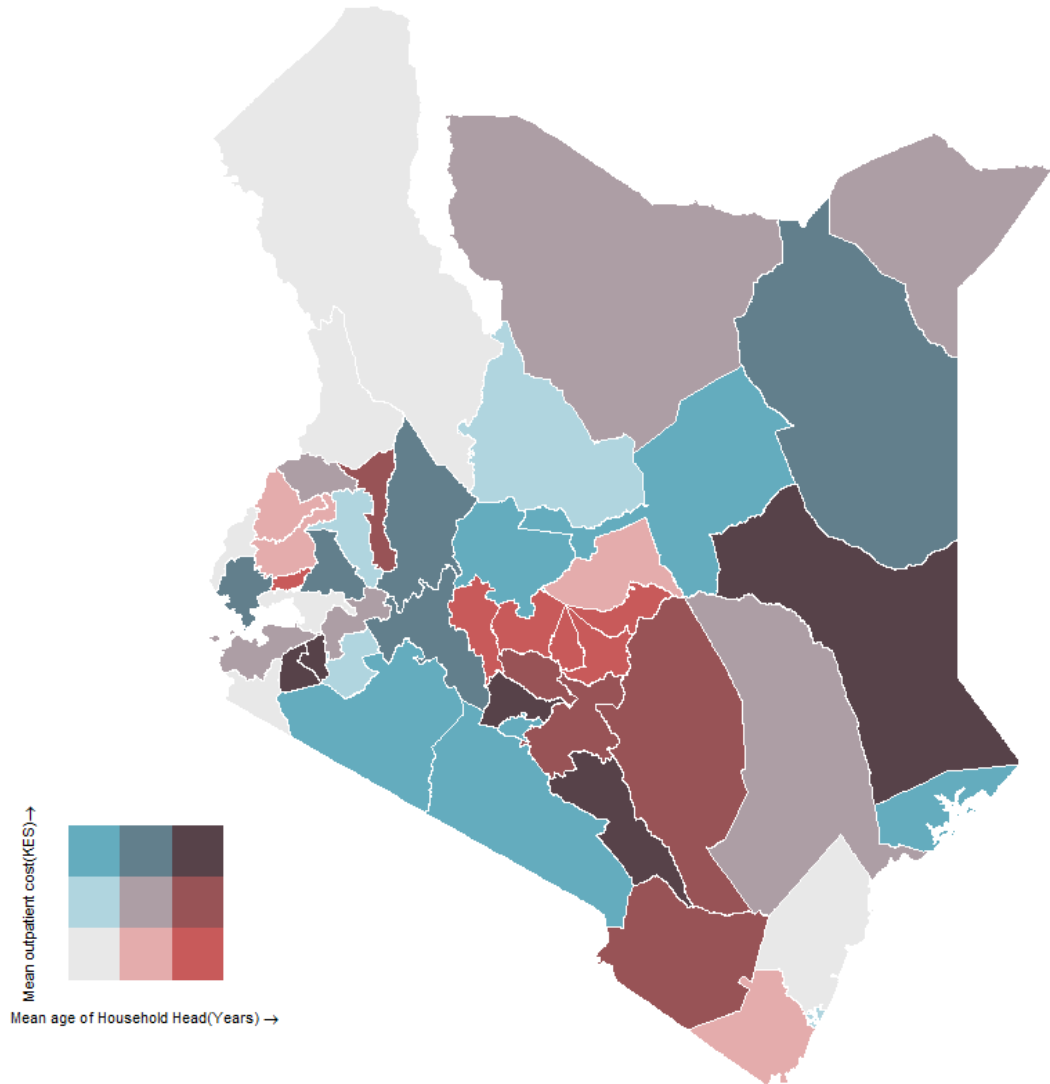 Mean outpatient cost(KES)→
Mean age of Household Head(Years) →